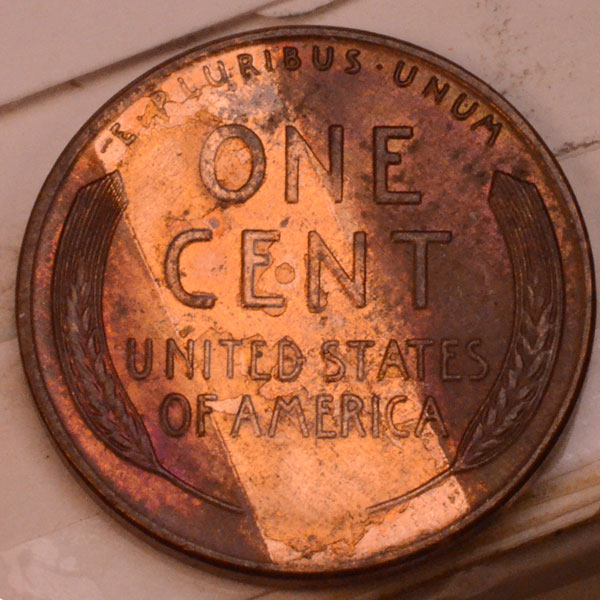 E · PLURIBUS · UNUM
ONE
CENT
UNITED STATES
OF AMERICA